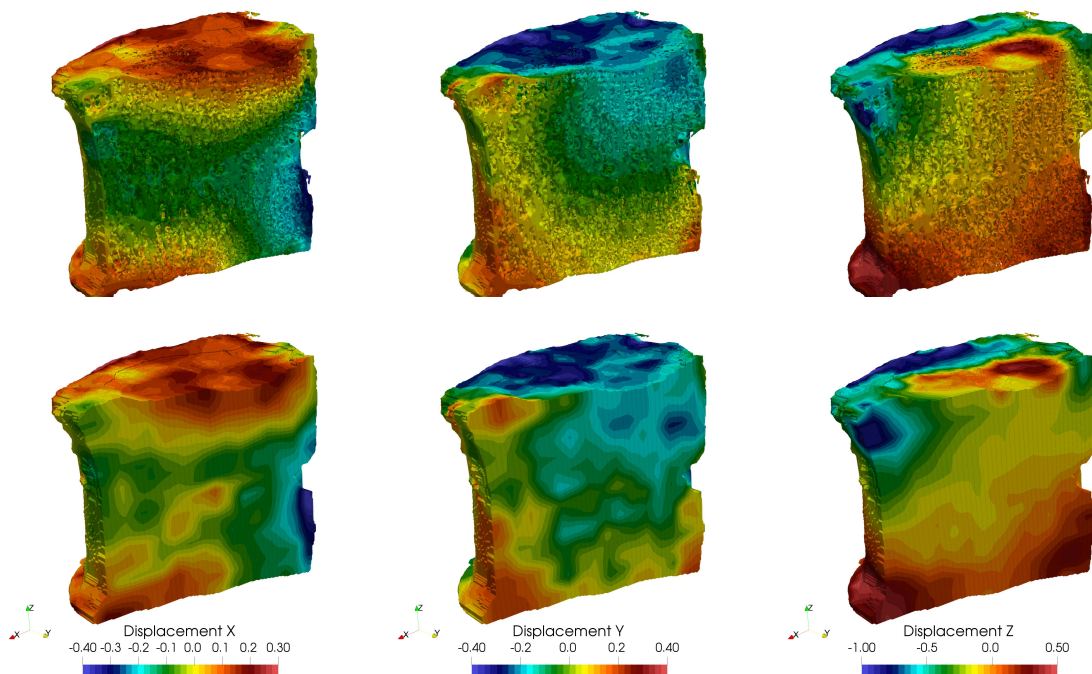 Z
X
Y
Displacement X
-0.40 -0.3 -0.2 -0.1 0.0 0.1 0.2 0.30
Z
X
Y
Displacement Y
-0.40 -0.2 0.0 0.2 0.40
Z
X
Y
Displacement Z
-1.00 -0.5 0.0 0.50